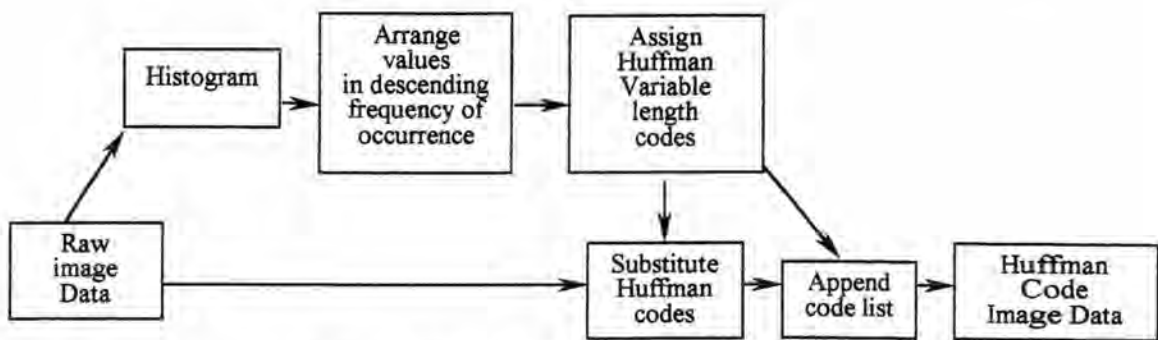 Histogram
Arrange
values
in descending
frequency of
occurrence
Assign
Huffman
Variable
length
codes
Raw
image
Data
Substitute
Huffman
codes
Append
code list
Huffman
Code
Image Data